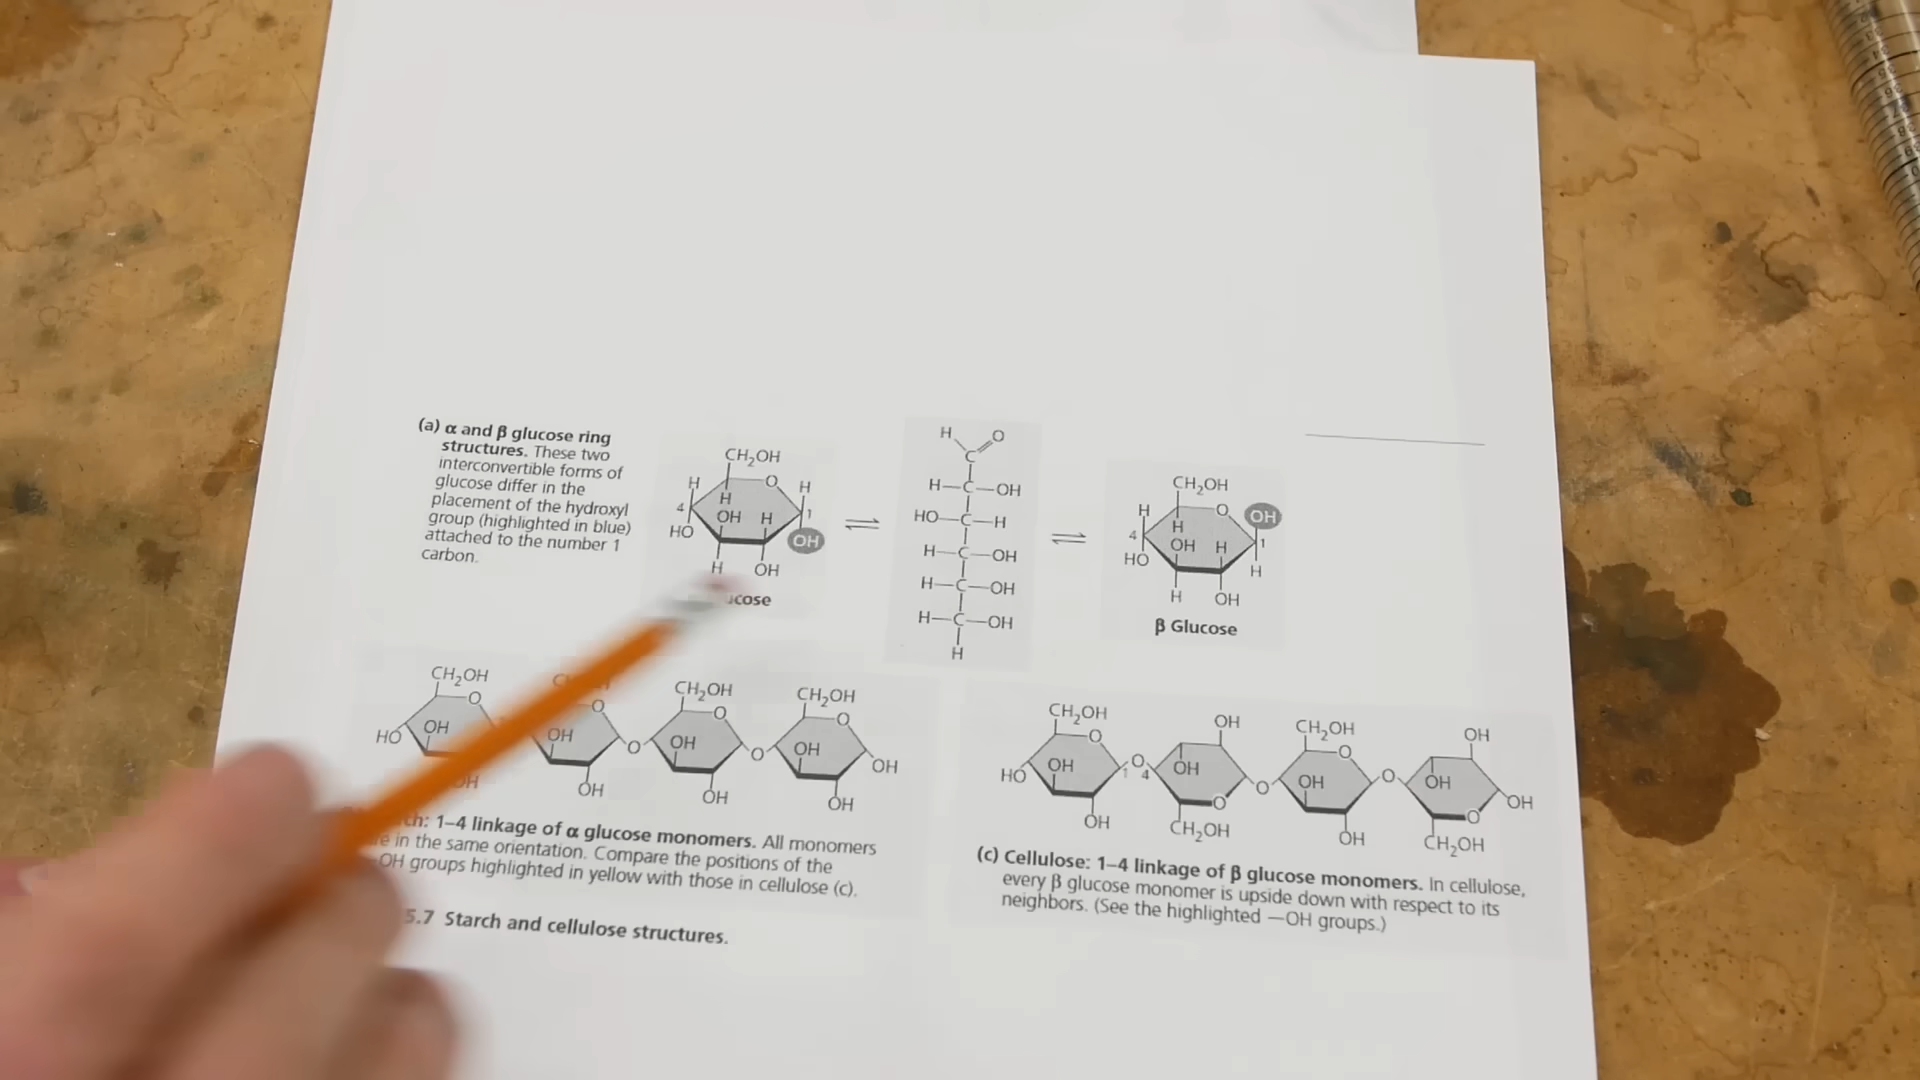 (a) α and β glucose ring
structures. These two
interconvertible forms of
glucose differ in the
placement of the hydroxyl
group (highlighted in blue)
attached to the number 1
carbon.
CH₂OH
H
O
H
H
4
1
OH
H
HO
OH
H
OH
H
O
C
H—C—OH
HO—C—H
H—C—OH
H—C—OH
H—C—OH
H
CH₂OH
H
O
OH
H
4
1
OH
H
HO
H
H
OH
β Glucose
CH₂OH
O
OH
HO
OH
O
OH
O
OH
CH₂OH
O
OH
O
OH
CH₂OH
O
OH
OH
OH
1–4 linkage of α glucose monomers. All monomers
in the same orientation. Compare the positions of the
OH groups highlighted in yellow with those in cellulose (c).
CH₂OH
O
OH
HO
1
O
4
OH
OH
OH
O
CH₂OH
O
CH₂OH
O
OH
O
OH
OH
OH
OH
O
CH₂OH
(c) Cellulose: 1–4 linkage of β glucose monomers. In cellulose,
every β glucose monomer is upside down with respect to its
neighbors. (See the highlighted —OH groups.)
5.7 Starch and cellulose structures.